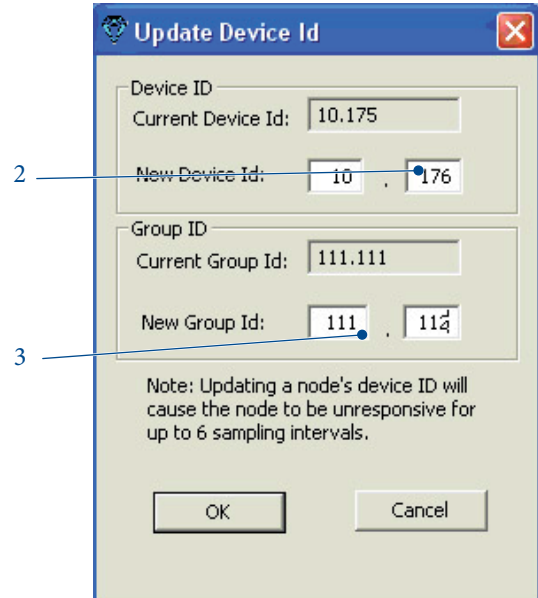 Update Device Id
Device ID
Current Device Id: 10.175
2
New Device Id: 10 . 176
Group ID
Current Group Id: 111.111
New Group Id: 111 . 112
3
Note: Updating a node's device ID will
cause the node to be unresponsive for
up to 6 sampling intervals.
OK Cancel